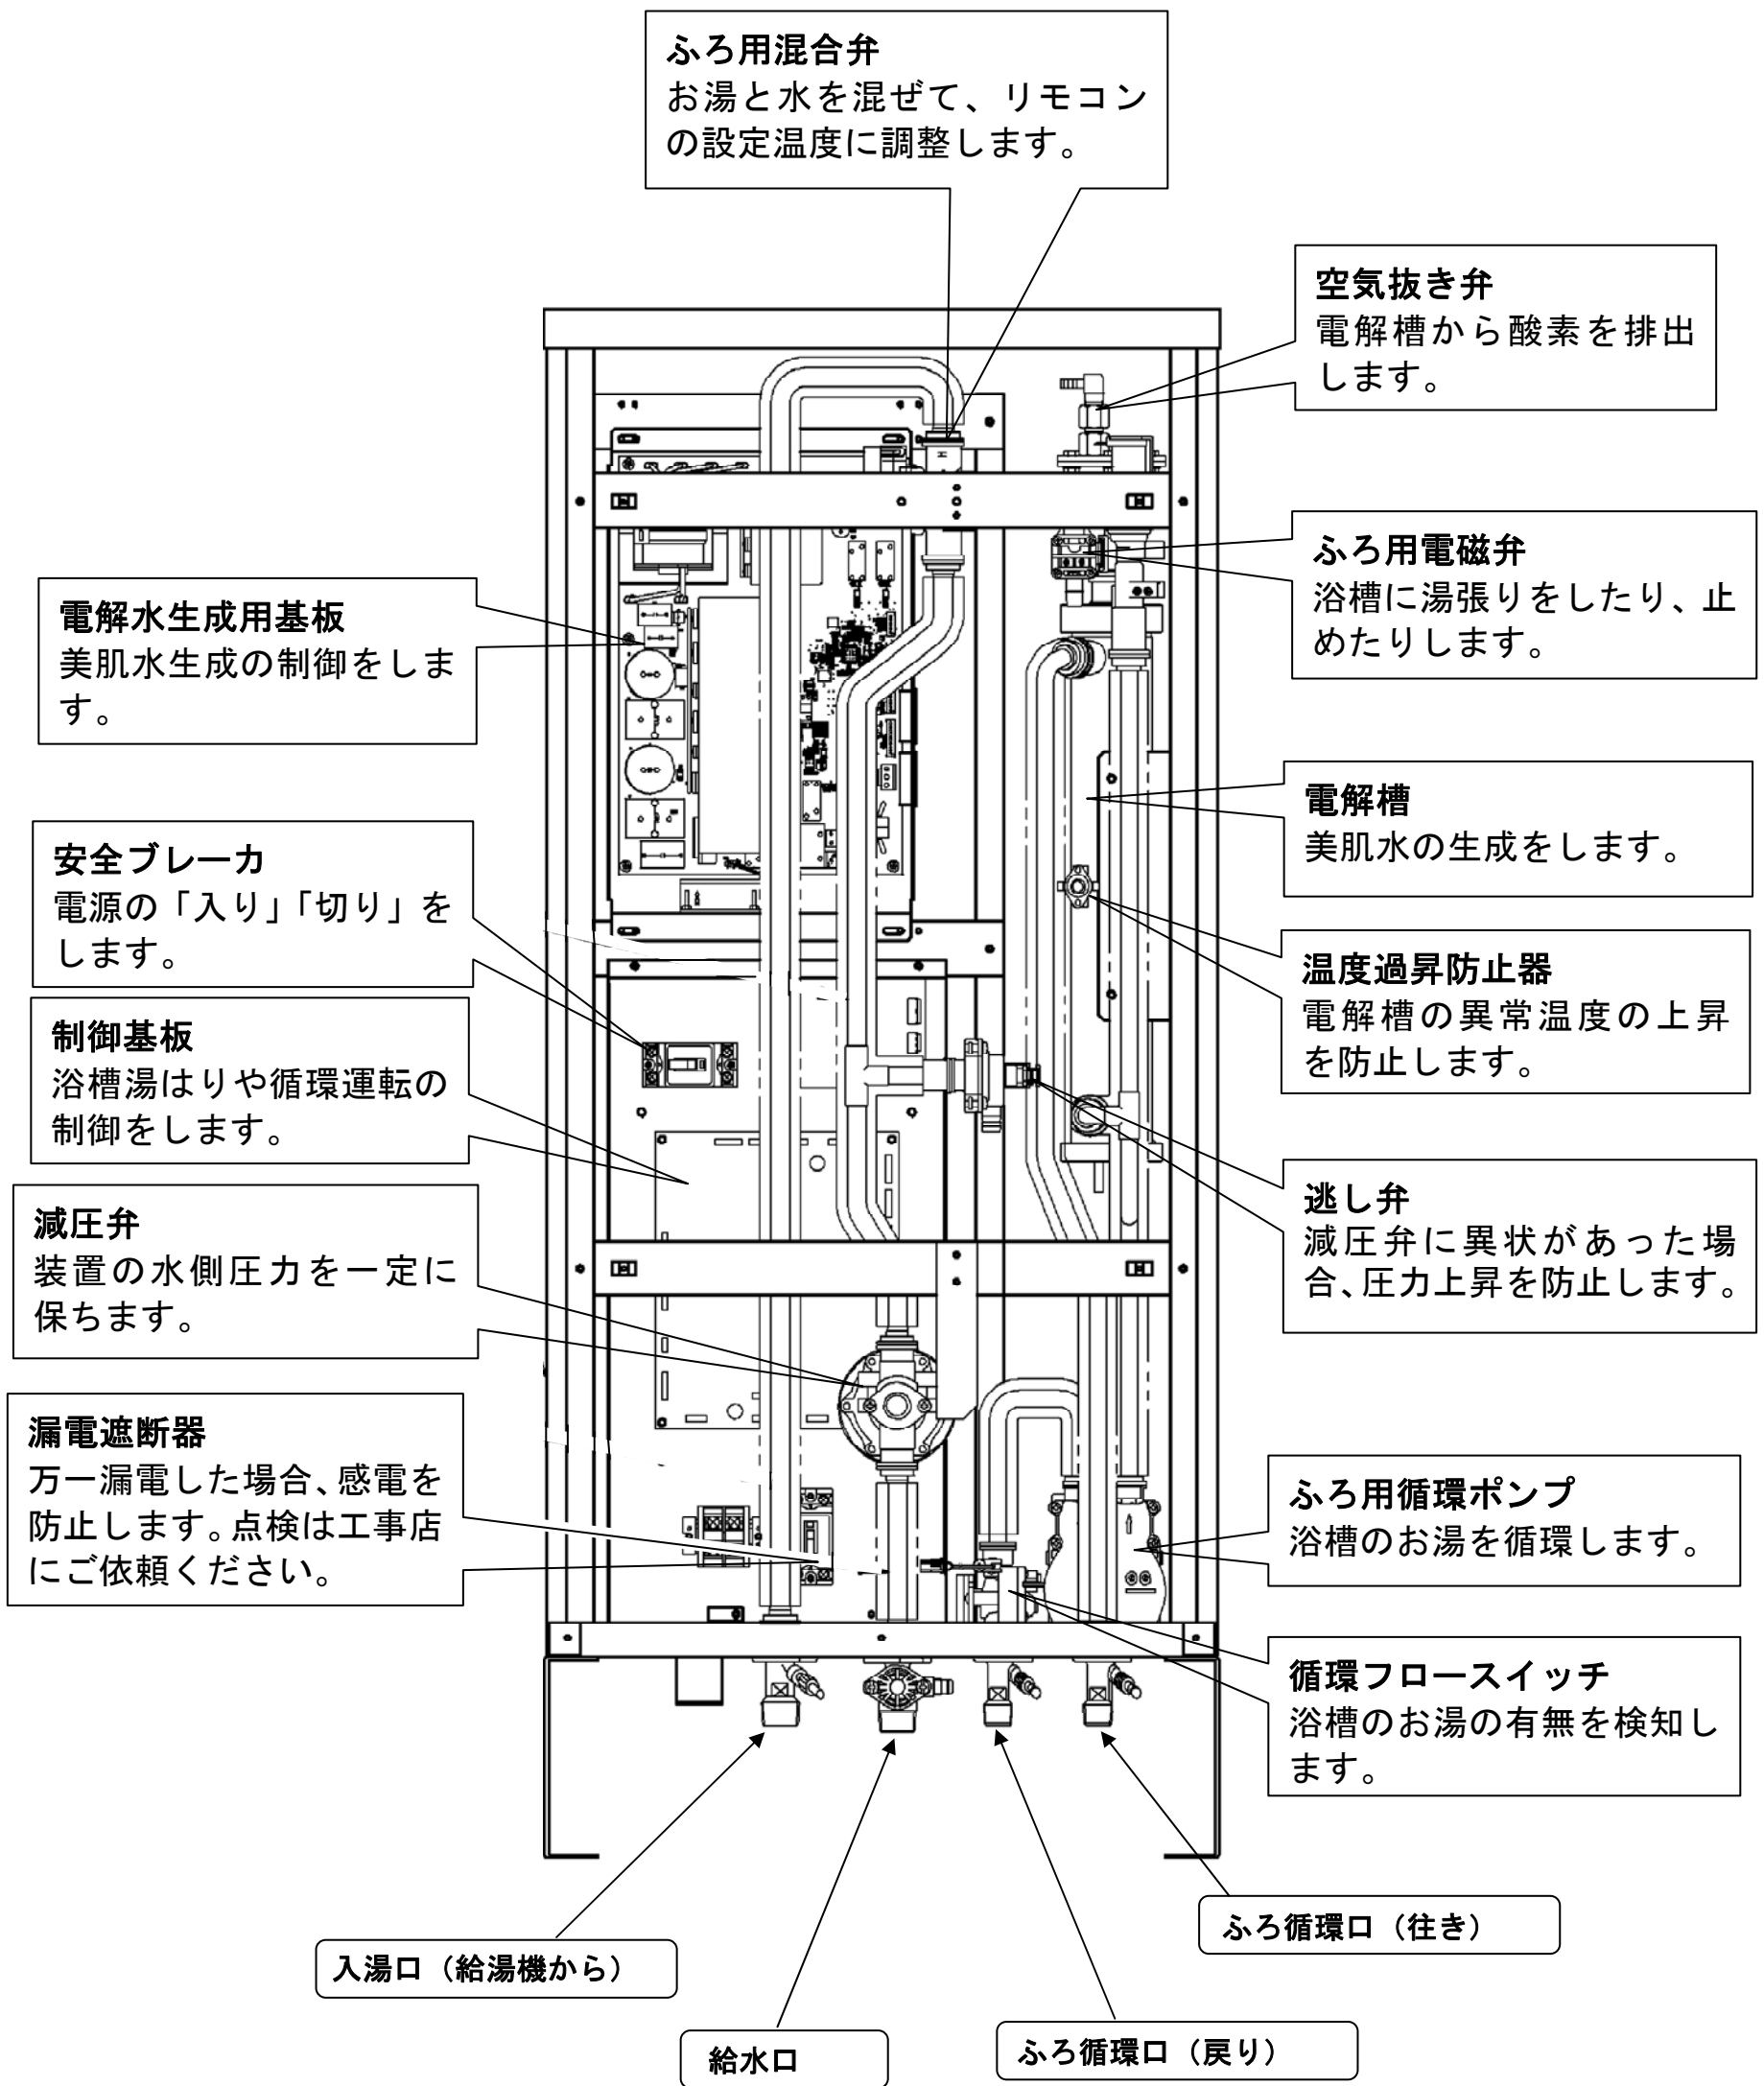 ふろ用混合弁
お湯と水を混ぜて、リモコン
の設定温度に調整します。
空気抜き弁
電解槽から酸素を排出
します。
ふろ用電磁弁
浴槽に湯張りをしたり、止
めたりします。
電解水生成用基板
美肌水生成の制御をしま
す。
電解槽
美肌水の生成をします。
安全ブレーカ
電源の「入り」「切り」を
します。
温度過昇防止器
電解槽の異常温度の上昇
を防止します。
制御基板
浴槽湯はりや循環運転の
制御をします。
逃し弁
減圧弁に異状があった場
合、圧力上昇を防止します。
減圧弁
装置の水側圧力を一定に
保ちます。
漏電遮断器
万一漏電した場合、感電を
防止します。点検は工事店
にご依頼ください。
ふろ用循環ポンプ
浴槽のお湯を循環します。
循環フロースイッチ
浴槽のお湯の有無を検知し
ます。
ふろ循環口（往き）
入湯口（給湯機から）
給水口
ふろ循環口（戻り）